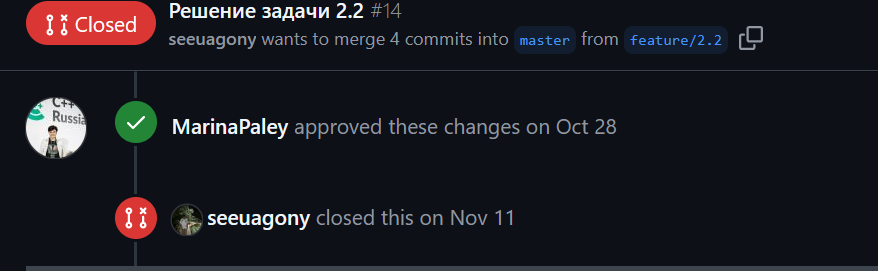 Closed
Решение задачи 2.2 #14
seeuagony wants to merge 4 commits into master from feature/2.2
C++
Russia
MarinaPaley approved these changes on Oct 28
seeuagony closed this on Nov 11